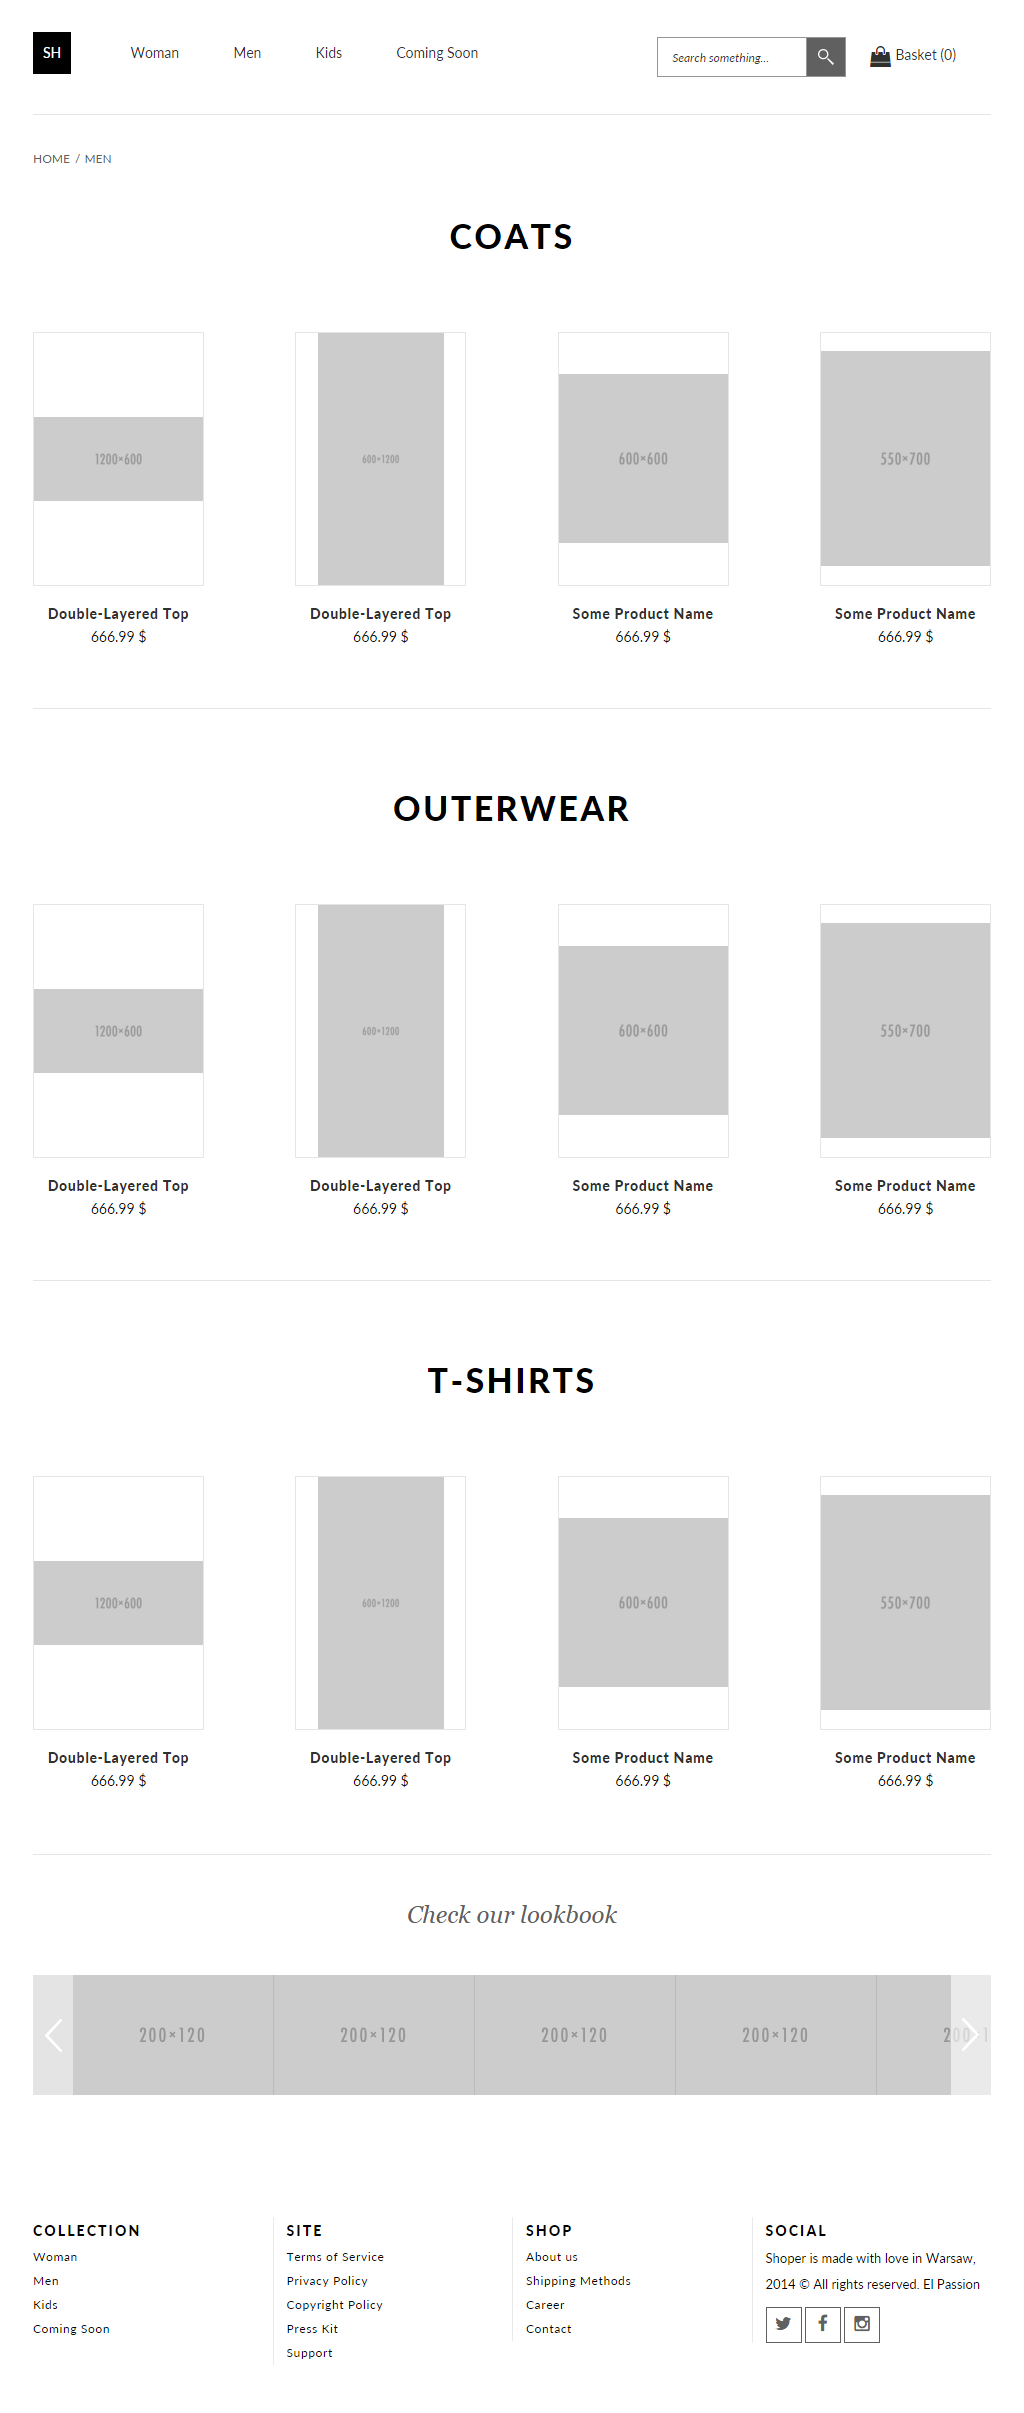 SH
Woman Men Kids Coming Soon
Search something...
Basket (0)
HOME / MEN
COATS
1200×600 600×1200 600×600 550×700
Double-Layered Top Double-Layered Top Some Product Name Some Product Name
666.99 $ 666.99 $ 666.99 $ 666.99 $
OUTERWEAR
1200×600 600×1200 600×600 550×700
Double-Layered Top Double-Layered Top Some Product Name Some Product Name
666.99 $ 666.99 $ 666.99 $ 666.99 $
T-SHIRTS
1200×600 600×1200 600×600 550×700
Double-Layered Top Double-Layered Top Some Product Name Some Product Name
666.99 $ 666.99 $ 666.99 $ 666.99 $
Check our lookbook
200×120 200×120 200×120 200×120 200×1
COLLECTION
Woman
Men
Kids
Coming Soon
SITE
Terms of Service
Privacy Policy
Copyright Policy
Press Kit
Support
SHOP
About us
Shipping Methods
Career
Contact
SOCIAL
Shoper is made with love in Warsaw,
2014 © All rights reserved. El Passion